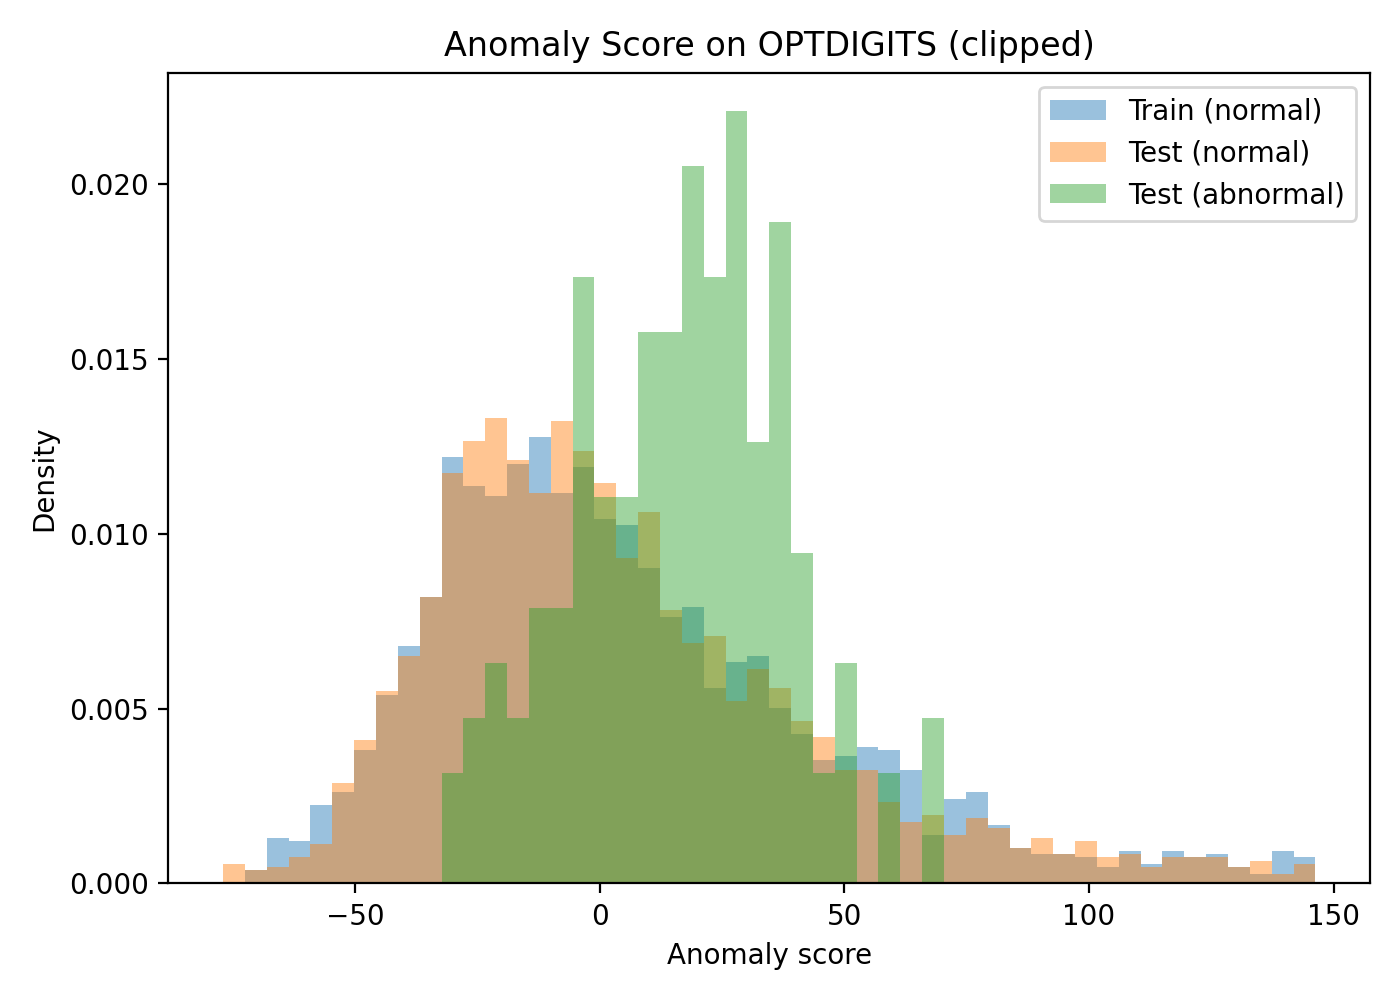 Anomaly Score on OPTDIGITS (clipped)
Train (normal)
Test (normal)
Test (abnormal)
0.020
0.015
0.010
0.005
0.000
Density
−50
0
50
100
150
Anomaly score